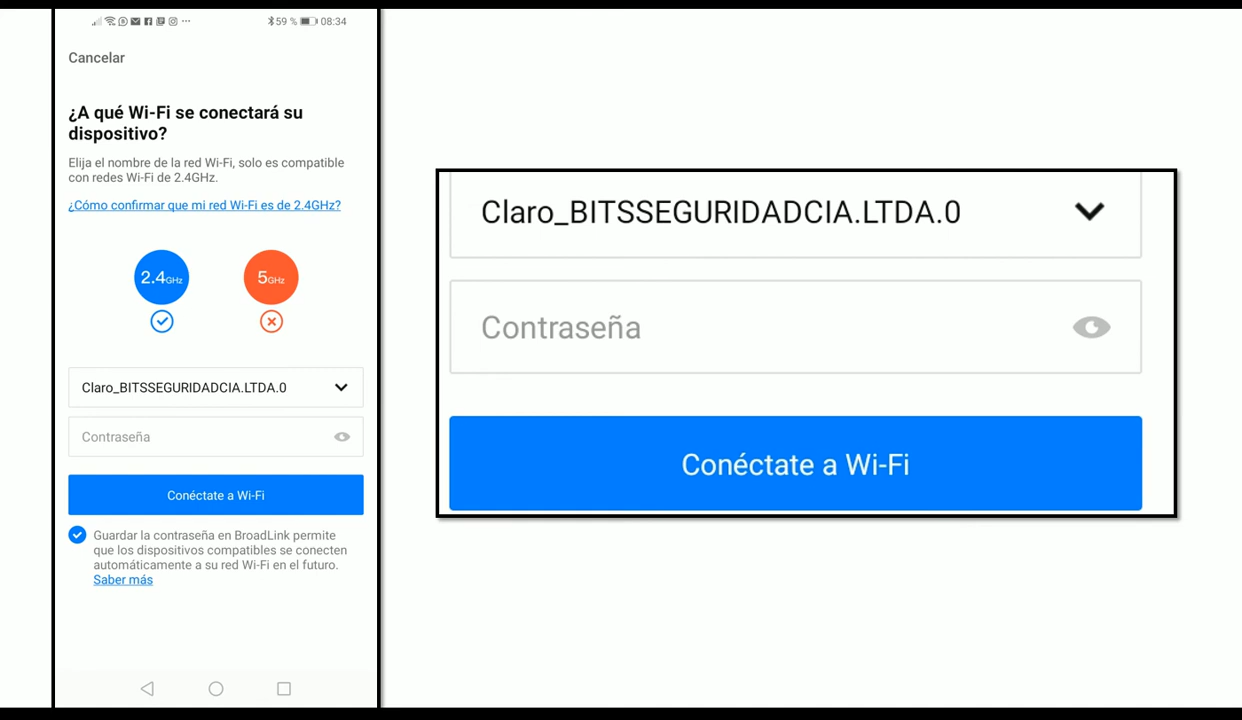 59 % 08:34
Cancelar
¿A qué Wi-Fi se conectará su
dispositivo?
Elija el nombre de la red Wi-Fi, solo es compatible
con redes Wi-Fi de 2.4GHz.
¿Cómo confirmar que mi red Wi-Fi es de 2.4GHz?
2.4GHz 5GHz
Claro_BITSSEGURIDADCIA.LTDA.0
Contraseña
Conéctate a Wi-Fi
Guardar la contraseña en BroadLink permite
que los dispositivos compatibles se conecten
automáticamente a su red Wi-Fi en el futuro.
Saber más
Claro_BITSSEGURIDADCIA.LTDA.0
Contraseña
Conéctate a Wi-Fi